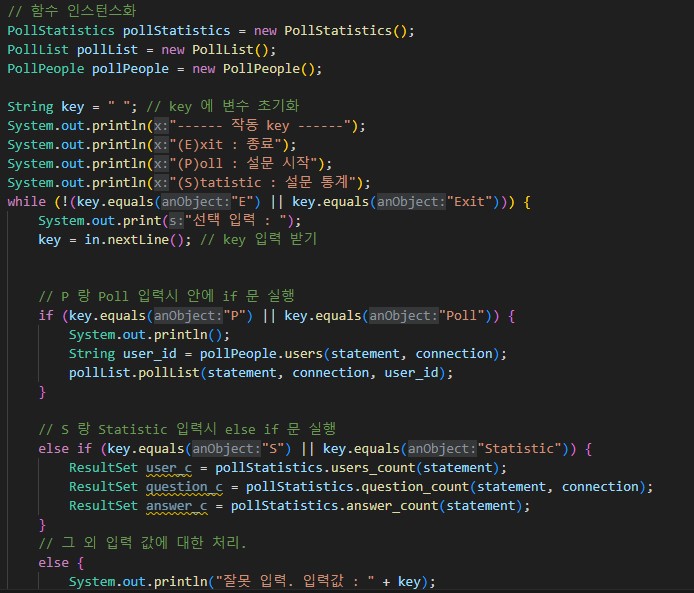 // 함수 인스턴스화
PollStatistics pollStatistics = new PollStatistics();
PollList pollList = new PollList();
PollPeople pollPeople = new PollPeople();
String key = " "; // key 에 변수 초기화
System.out.println(x:"------ 작동 key ------");
System.out.println(x:"(E)xit : 종료");
System.out.println(x:"(P)oll : 설문 시작");
System.out.println(x:"(S)tatistic : 설문 통계");
while (!(key.equals(anObject:"E") || key.equals(anObject:"Exit"))) {
System.out.print(s:"선택 입력 : ");
key = in.nextLine(); // key 입력 받기
// P 랑 Poll 입력시 안에 if 문 실행
if (key.equals(anObject:"P") || key.equals(anObject:"Poll")) {
System.out.println();
String user_id = pollPeople.users(statement, connection);
pollList.pollList(statement, connection, user_id);
}
// S 랑 Statistic 입력시 else if 문 실행
else if (key.equals(anObject:"S") || key.equals(anObject:"Statistic")) {
ResultSet user_c = pollStatistics.users_count(statement);
ResultSet question_c = pollStatistics.question_count(statement, connection);
ResultSet answer_c = pollStatistics.answer_count(statement);
}
// 그 외 입력 값에 대한 처리.
else {
System.out.println("잘못 입력. 입력값 : " + key);